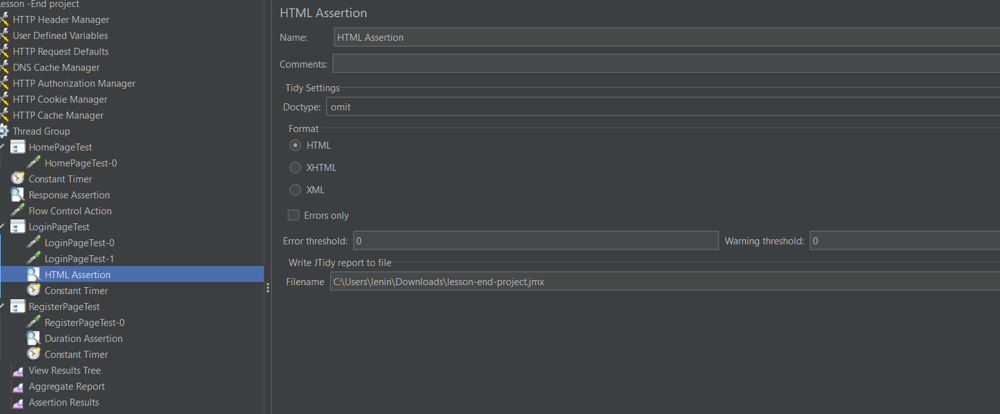 esson -End project
HTTP Header Manager
User Defined Variables
HTTP Request Defaults
DNS Cache Manager
HTTP Authorization Manager
HTTP Cookie Manager
HTTP Cache Manager
Thread Group
HomePageTest
HomePageTest-0
Constant Timer
Response Assertion
Flow Control Action
LoginPageTest
LoginPageTest-0
LoginPageTest-1
HTML Assertion
Constant Timer
RegisterPageTest
RegisterPageTest-0
Duration Assertion
Constant Timer
View Results Tree
Aggregate Report
Assertion Results
HTML Assertion
Name: HTML Assertion
Comments:
Tidy Settings
Doctype: omit
Format
HTML
XHTML
XML
Errors only
Error threshold: 0 Warning threshold: 0
Write JTidy report to file
Filename C:\Users\lenin\Downloads\lesson-end-project.jmx